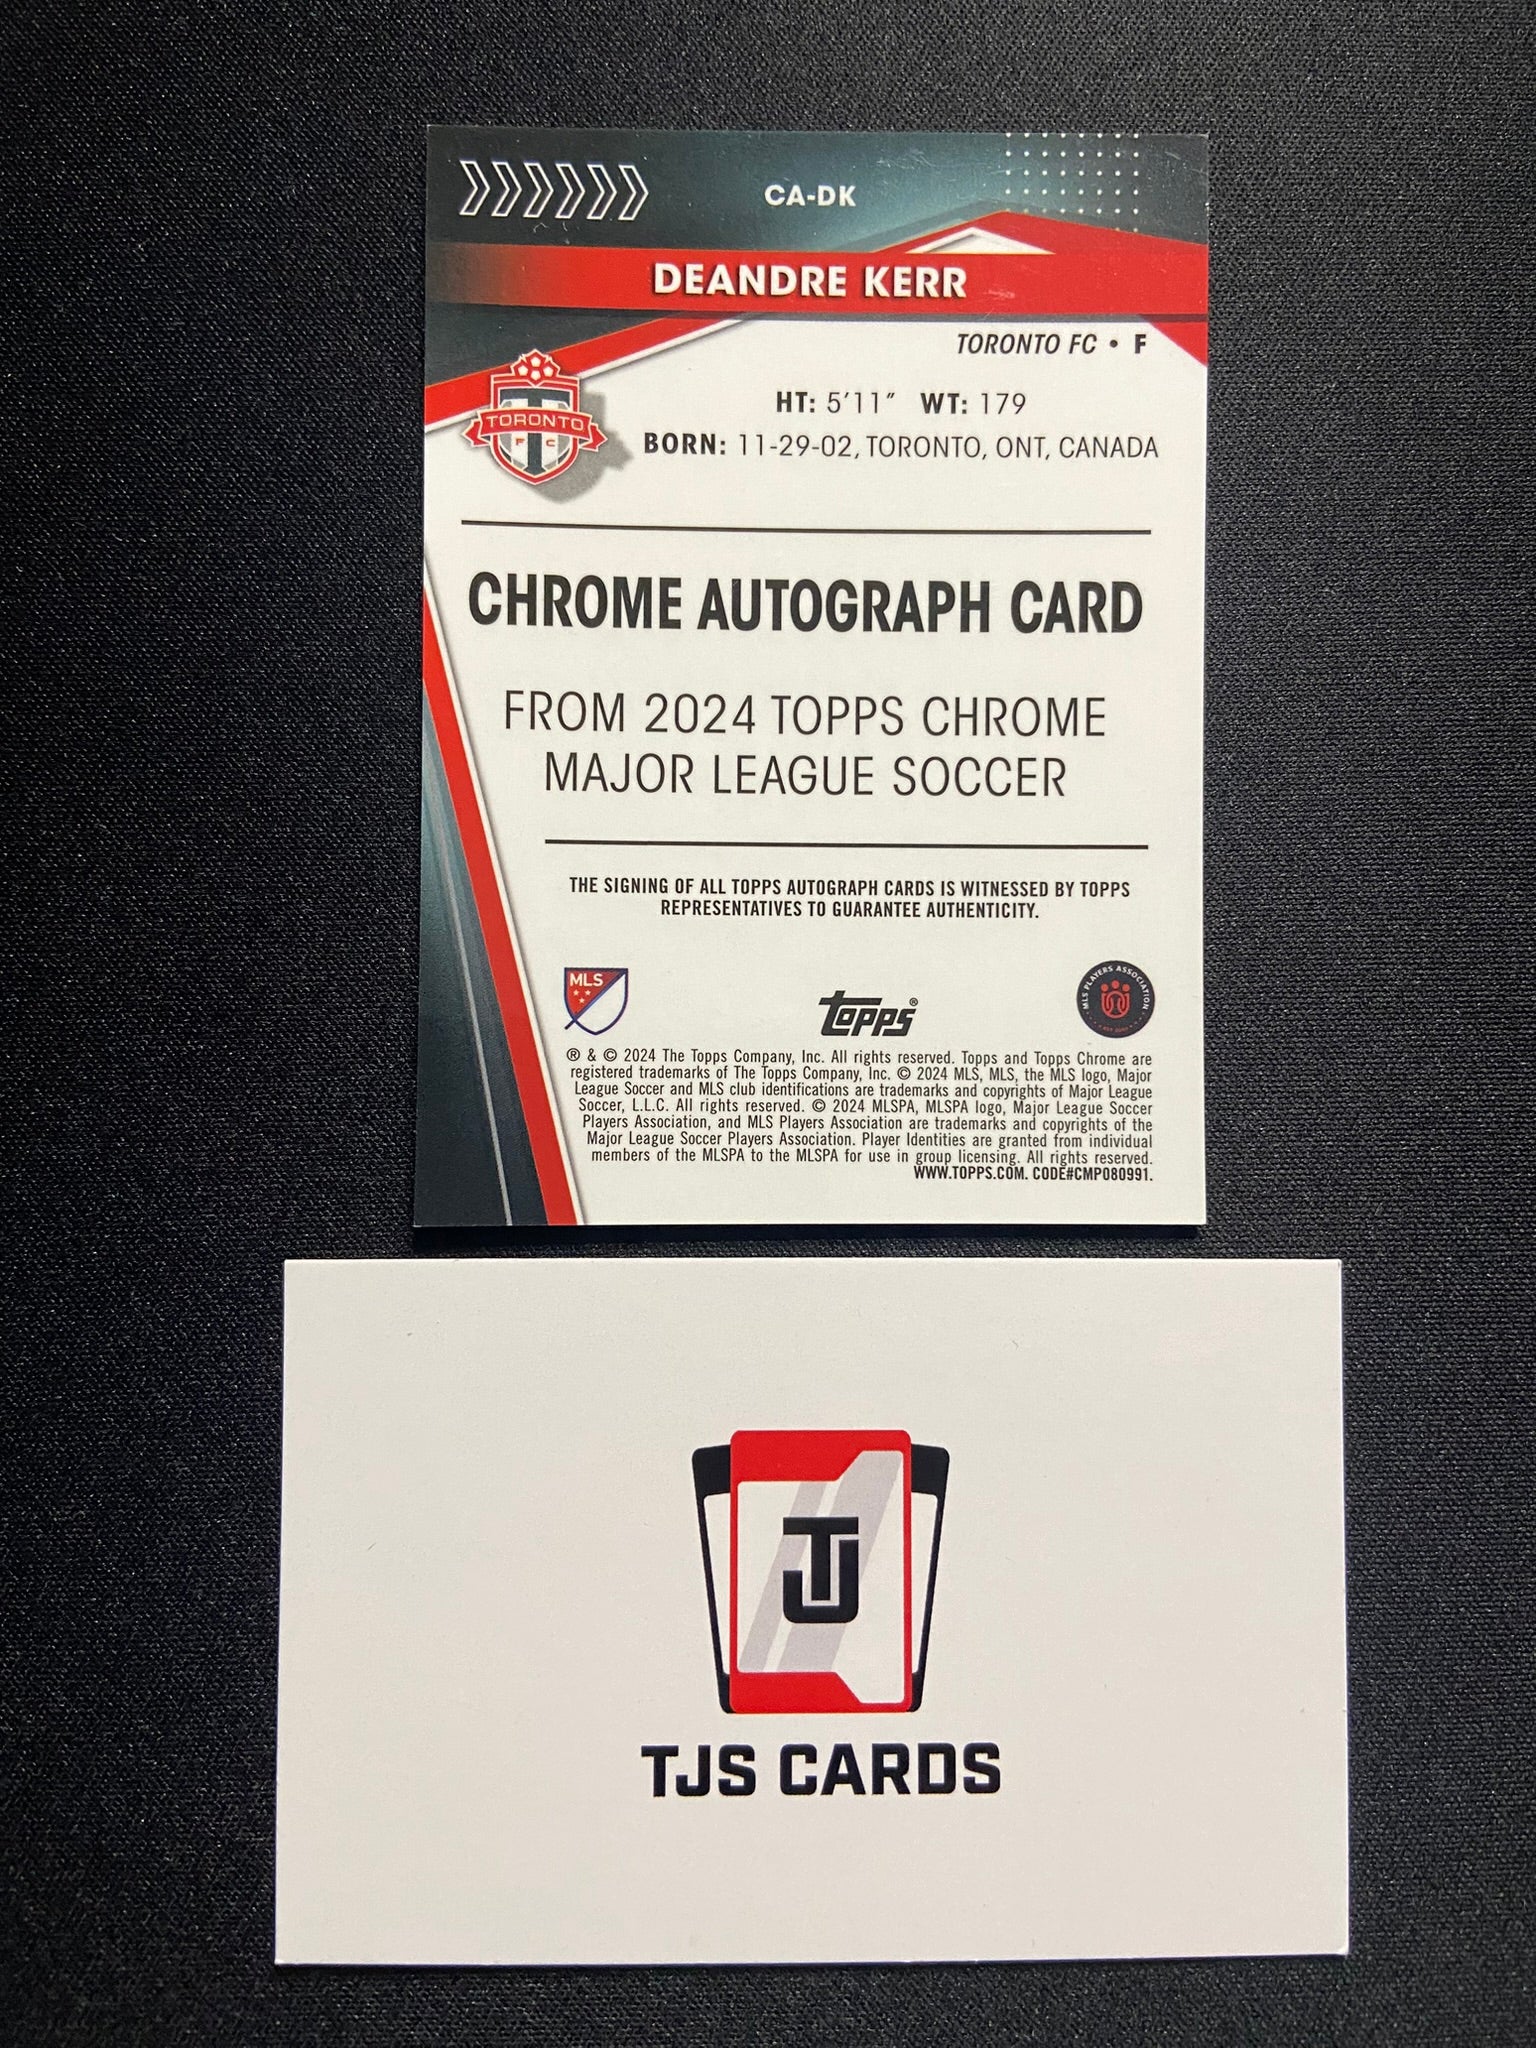 CA-DK
DEANDRE KERR
TORONTO FC • F
TORONTO
F C
HT: 5'11" WT: 179
BORN: 11-29-02, TORONTO, ONT, CANADA
CHROME AUTOGRAPH CARD
FROM 2024 TOPPS CHROME
MAJOR LEAGUE SOCCER
THE SIGNING OF ALL TOPPS AUTOGRAPH CARDS IS WITNESSED BY TOPPS
REPRESENTATIVES TO GUARANTEE AUTHENTICITY.
MLS
topps®
MLS PLAYERS ASSOCIATION
® & © 2024 The Topps Company, Inc. All rights reserved. Topps and Topps Chrome are
registered trademarks of The Topps Company, Inc. © 2024 MLS, MLS, the MLS logo, Major
League Soccer and MLS club identifications are trademarks and copyrights of Major League
Soccer, L.L.C. All rights reserved. © 2024 MLSPA, MLSPA logo, Major League Soccer
Players Association, and MLS Players Association are trademarks and copyrights of the
Major League Soccer Players Association. Player Identities are granted from individual
members of the MLSPA to the MLSPA for use in group licensing. All rights reserved.
WWW.TOPPS.COM. CODE#CMP080991.
TJ
TJS CARDS